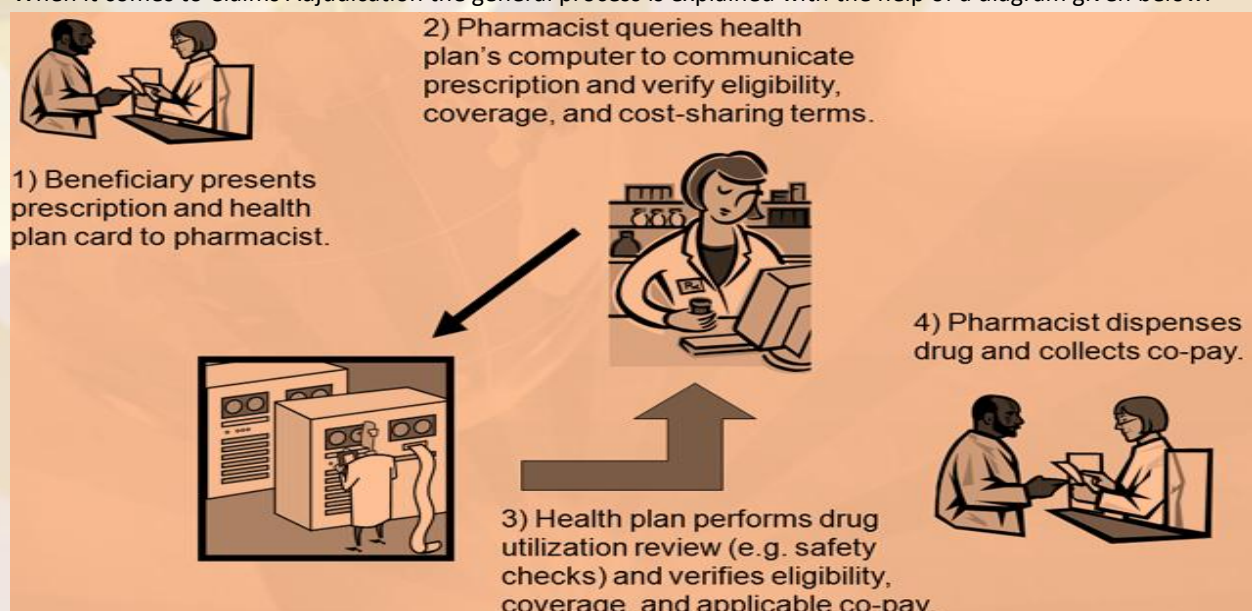 When it comes to Claims Adjudication the general process is explained with the help of a diagram given below.
2) Pharmacist queries health
plan's computer to communicate
prescription and verify eligibility,
coverage, and cost-sharing terms.
1) Beneficiary presents
prescription and health
plan card to pharmacist.
4) Pharmacist dispenses
drug and collects co-pay.
3) Health plan performs drug
utilization review (e.g. safety
checks) and verifies eligibility,
coverage, and applicable co-pay